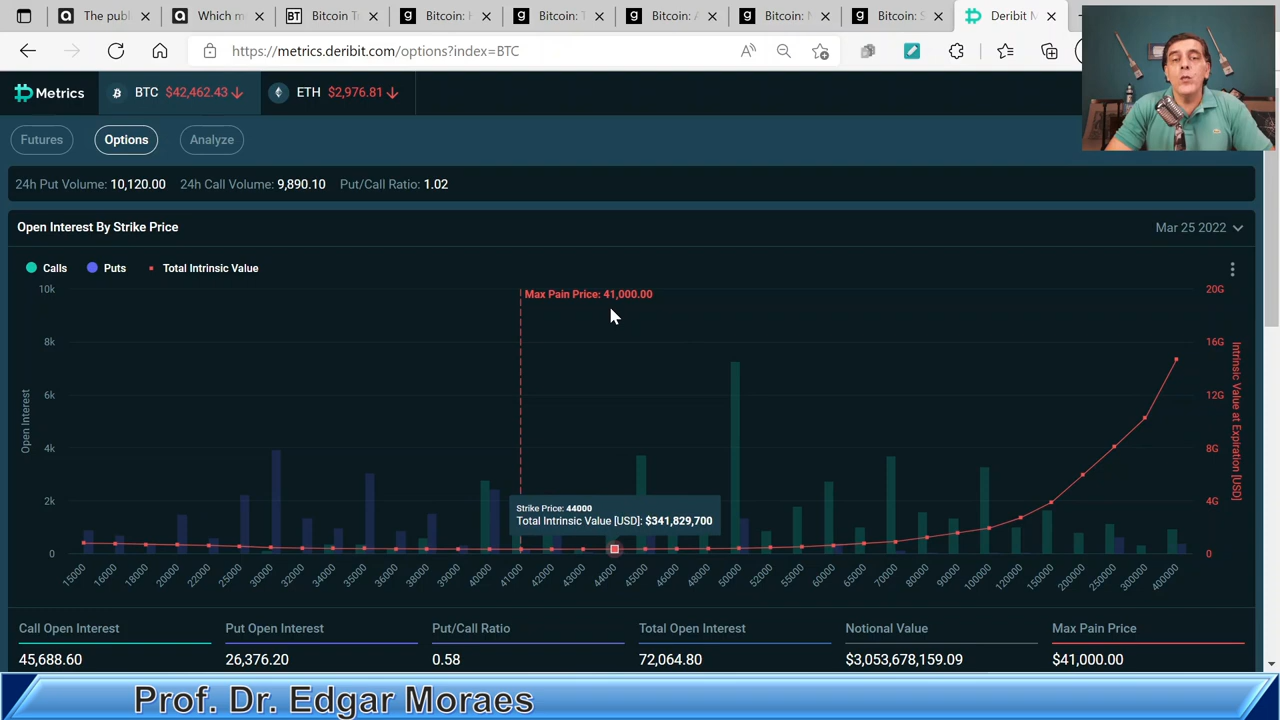 The publ
Which m
BT Bitcoin Tr
Bitcoin: H
Bitcoin: T
Bitcoin: A
Bitcoin: M
Bitcoin: S
Deribit M
https://metrics.deribit.com/options?index=BTC
Metrics
BTC $42,462.43
ETH $2,976.81
Futures
Options
Analyze
24h Put Volume: 10,120.00 24h Call Volume: 9,890.10 Put/Call Ratio: 1.02
Open Interest By Strike Price
Mar 25 2022
Calls Puts Total Intrinsic Value
Max Pain Price: 41,000.00
10k
8k
6k
4k
2k
0
Open Interest
20G
16G
12G
8G
4G
0
Intrinsic Value at Expiration [USD]
Strike Price: 44000
Total Intrinsic Value [USD]: $341,829,700
15000 16000 18000 20000 22000 25000 30000 32000 34000 35000 36000 38000 39000 40000 41000 42000 43000 44000 45000 46000 48000 50000 52000 55000 60000 65000 70000 80000 90000 100000 120000 150000 200000 250000 300000 400000
Call Open Interest
45,688.60
Put Open Interest
26,376.20
Put/Call Ratio
0.58
Total Open Interest
72,064.80
Notional Value
$3,053,678,159.09
Max Pain Price
$41,000.00
Prof. Dr. Edgar Moraes